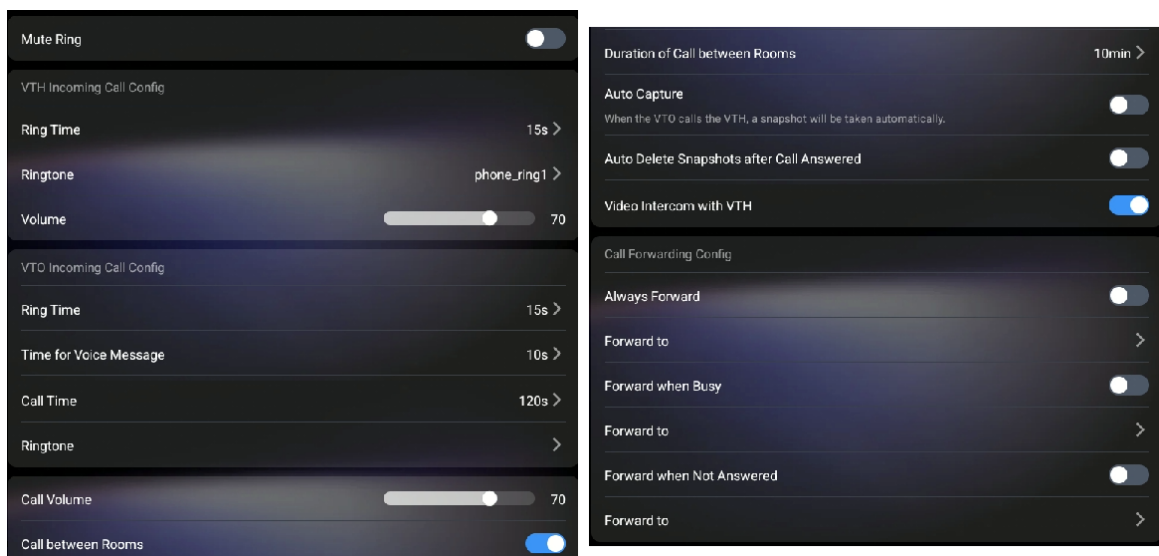 Mute Ring
VTH Incoming Call Config
Ring Time 15s
Ringtone phone_ring1
Volume 70
VTO Incoming Call Config
Ring Time 15s
Time for Voice Message 10s
Call Time 120s
Ringtone
Call Volume 70
Call between Rooms
Duration of Call between Rooms 10min
Auto Capture
When the VTO calls the VTH, a snapshot will be taken automatically.
Auto Delete Snapshots after Call Answered
Video Intercom with VTH
Call Forwarding Config
Always Forward
Forward to
Forward when Busy
Forward to
Forward when Not Answered
Forward to